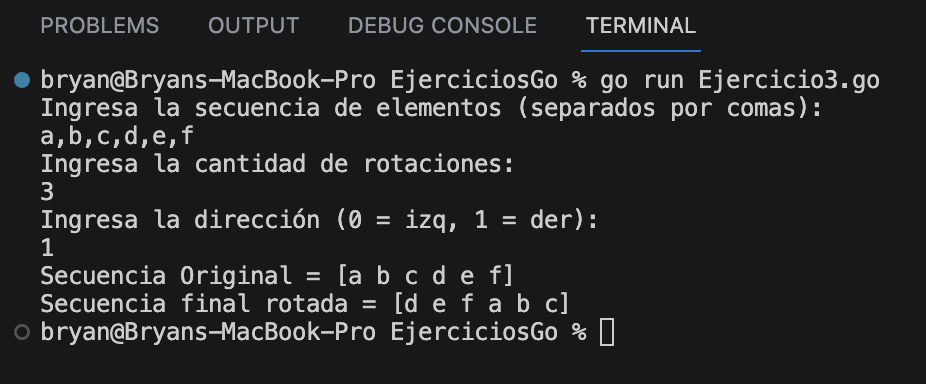 PROBLEMS OUTPUT DEBUG CONSOLE TERMINAL
bryan@Bryans-MacBook-Pro EjerciciosGo % go run Ejercicio3.go
Ingresa la secuencia de elementos (separados por comas):
a,b,c,d,e,f
Ingresa la cantidad de rotaciones:
3
Ingresa la dirección (0 = izq, 1 = der):
1
Secuencia Original = [a b c d e f]
Secuencia final rotada = [d e f a b c]
bryan@Bryans-MacBook-Pro EjerciciosGo %